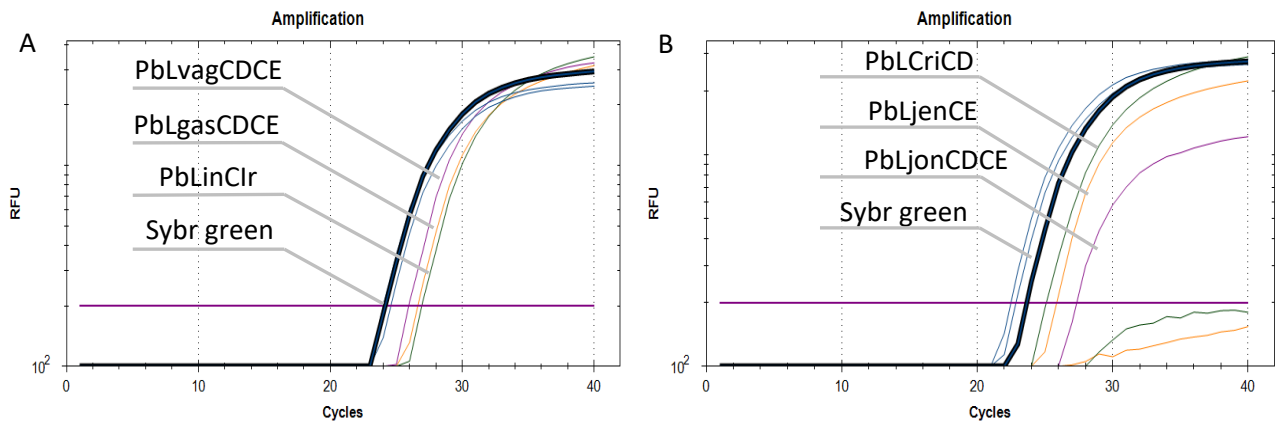 Amplification
A
PbLvagCDCE
PbLgasCDCE
PbLinClr
Sybr green
RFU
10²
0 10 20 30 40
Cycles
Amplification
B
PbLCriCD
PbLjenCE
PbLjonCDCE
Sybr green
RFU
10²
0 10 20 30 40
Cycles